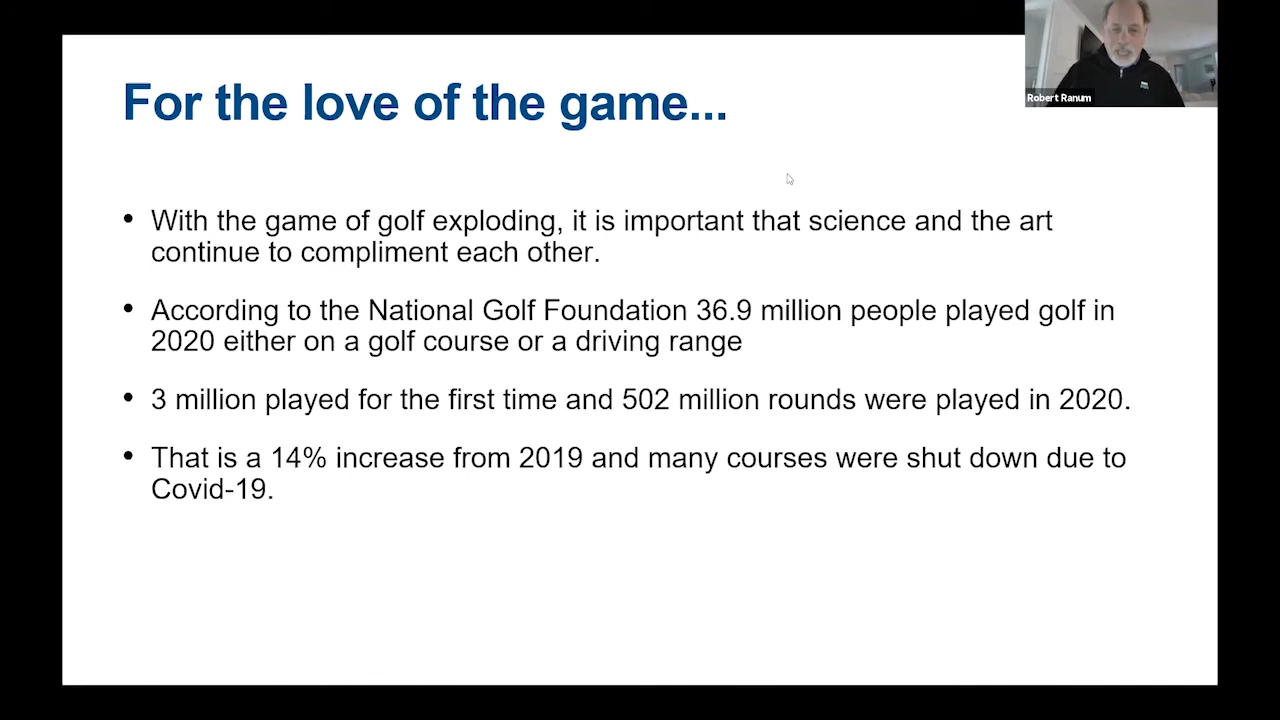 For the love of the game...
Robert Ranum
• With the game of golf exploding, it is important that science and the art
continue to compliment each other.
• According to the National Golf Foundation 36.9 million people played golf in
2020 either on a golf course or a driving range
• 3 million played for the first time and 502 million rounds were played in 2020.
• That is a 14% increase from 2019 and many courses were shut down due to
Covid-19.